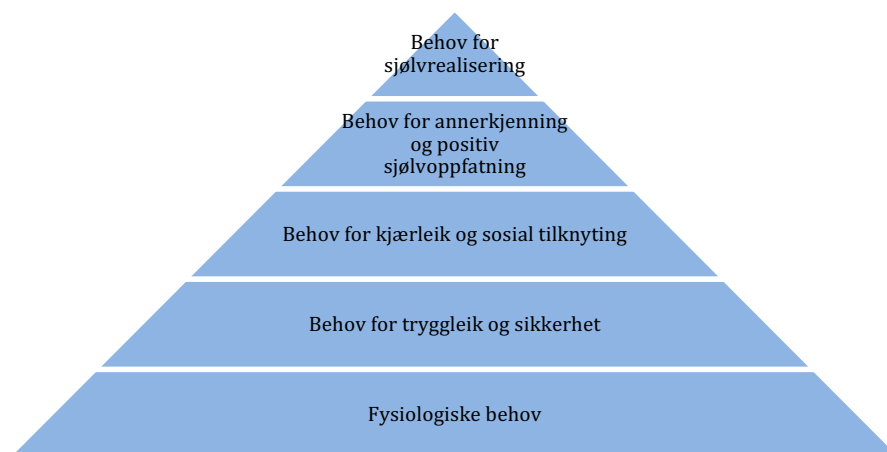 Behov for
sjølvrealisering
Behov for annerkjenning
og positiv
sjølvoppfatning
Behov for kjærleik og sosial tilknyting
Behov for tryggleik og sikkerhet
Fysiologiske behov